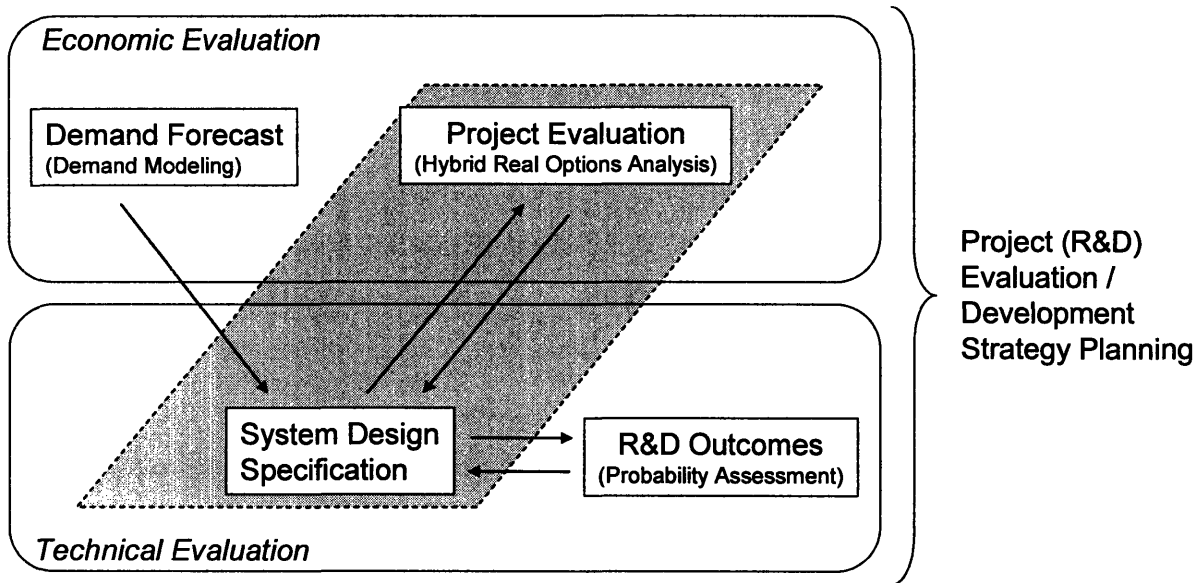 Economic Evaluation
Demand Forecast
(Demand Modeling)
Project Evaluation
(Hybrid Real Options Analysis)
System Design
Specification
R&D Outcomes
(Probability Assessment)
Technical Evaluation
Project (R&D)
Evaluation /
Development
Strategy Planning